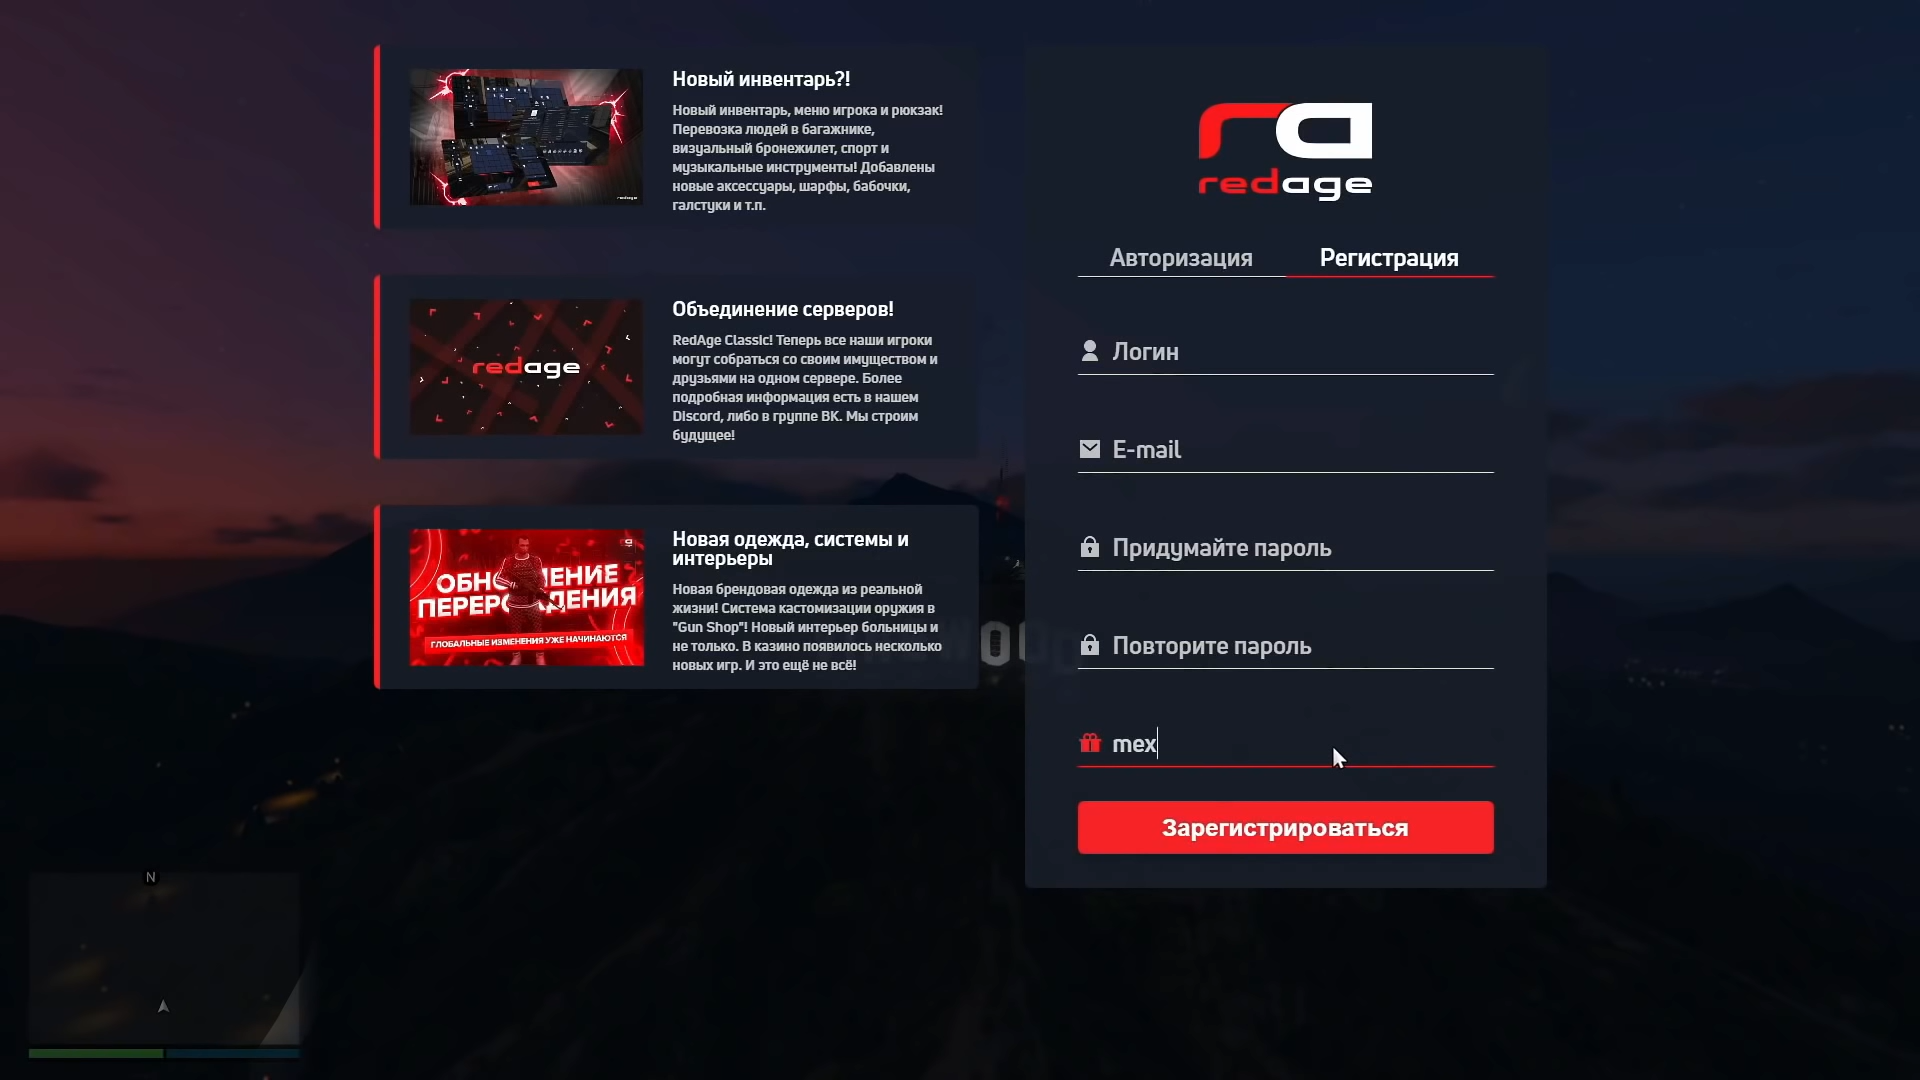 Новый инвентарь?!
Новый инвентарь, меню игрока и рюкзак!
Перевозка людей в багажнике,
визуальный бронежилет, спорт и
музыкальные инструменты! Добавлены
новые аксессуары, шарфы, бабочки,
галстуки и т.п.
redage
Объединение серверов!
RedAge Classic! Теперь все наши игроки
могут собраться со своим имуществом и
друзьями на одном сервере. Более
подробная информация есть в нашем
Discord, либо в группе ВК. Мы строим
будущее!
ГЛОБАЛЬНЫЕ ИЗМЕНЕНИЯ УЖЕ НАЧИНАЮТСЯ
Новая одежда, системы и
интерьеры
Новая брендовая одежда из реальной
жизни! Система кастомизации оружия в
"Gun Shop"! Новый интерьер больницы и
не только. В казино появилось несколько
новых игр. И это ещё не всё!
redage
Авторизация Регистрация
Логин
E-mail
Придумайте пароль
Повторите пароль
mex
Зарегистрироваться
N